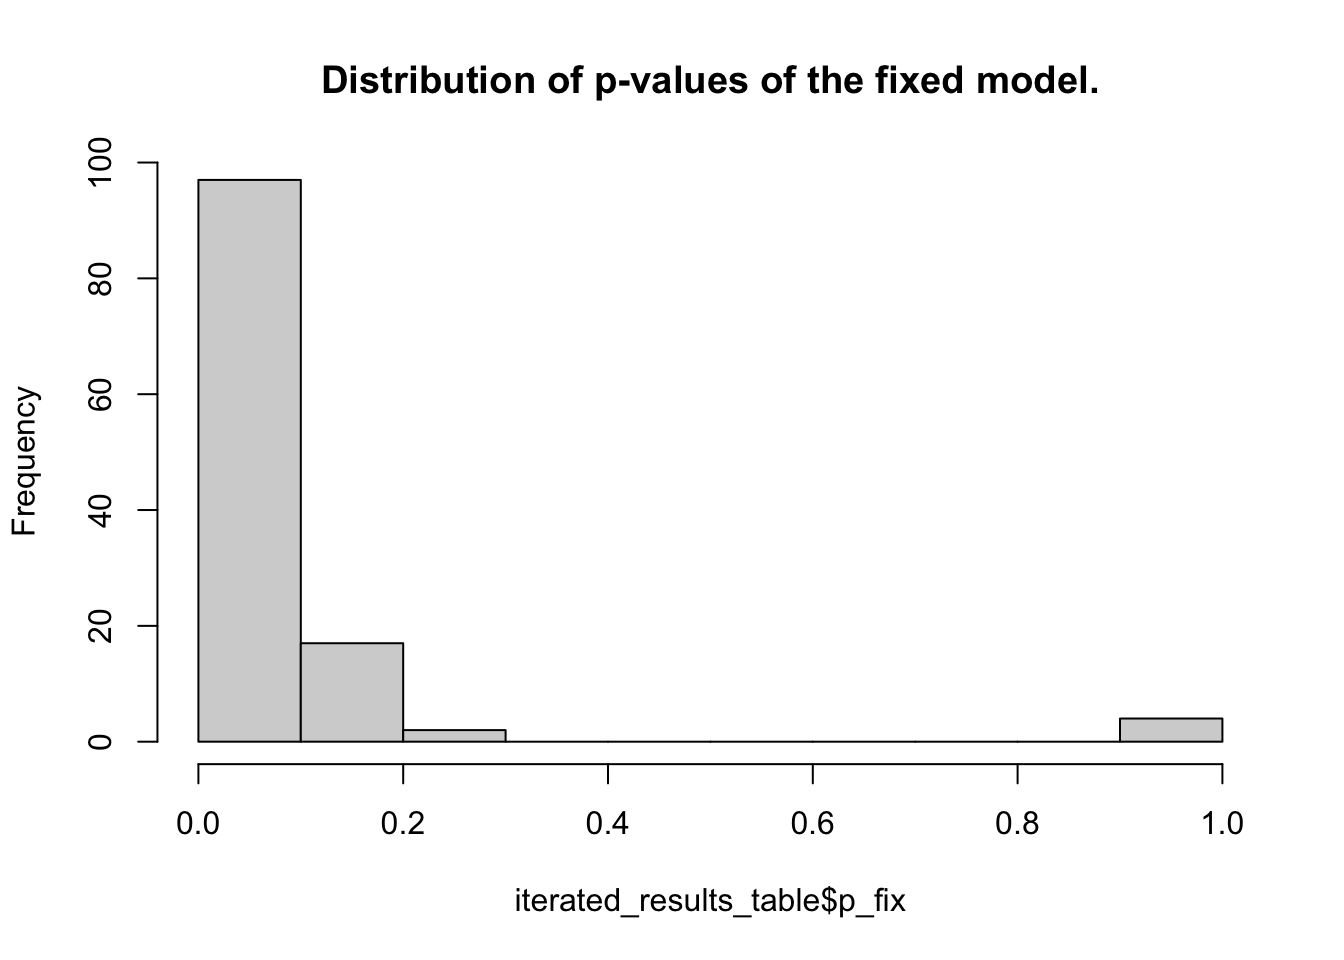 Distribution of p-values of the fixed model.
100
80
60
40
20
0
Frequency
0.0 0.2 0.4 0.6 0.8 1.0
iterated_results_table$p_fix